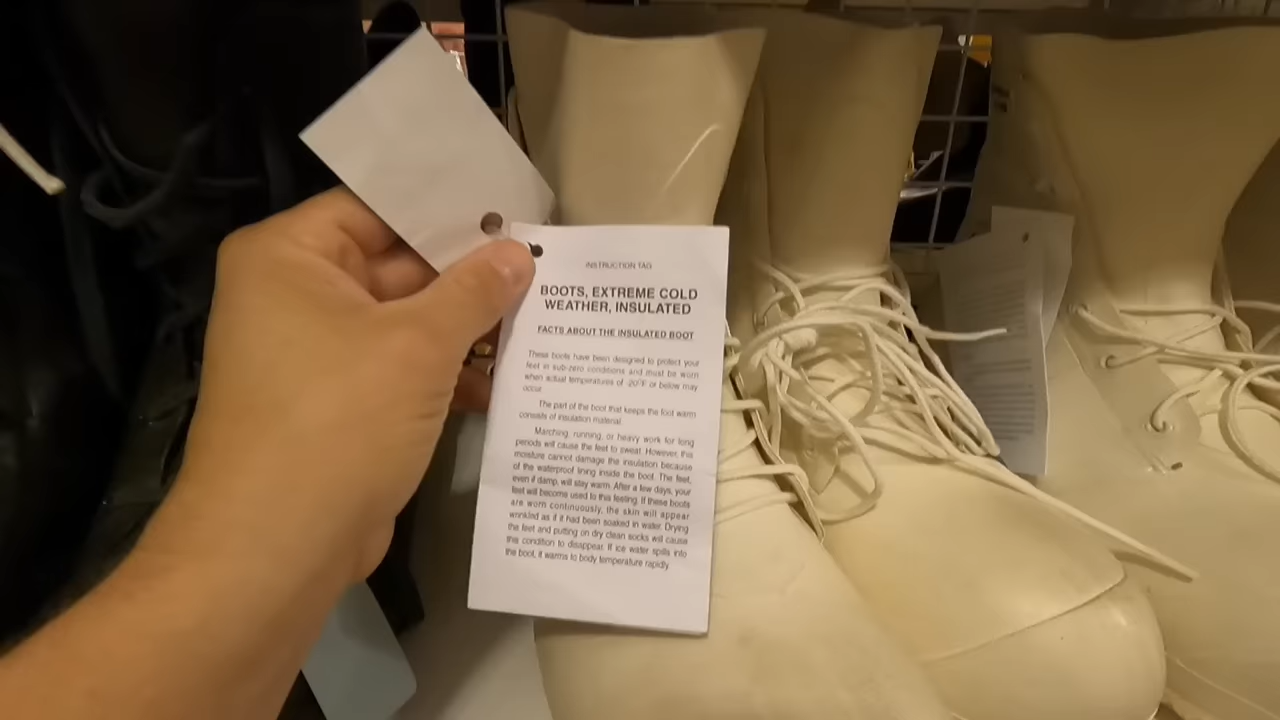 INSTRUCTION TAG
BOOTS, EXTREME COLD
WEATHER, INSULATED
FACTS ABOUT THE INSULATED BOOT
These boots have been designed to protect your
feet in sub-zero conditions and must be worn
when actual temperatures of -20°F or below may
occur.
The part of the boot that keeps the foot warm
consists of insulation material.
Marching, running, or heavy work for long
periods will cause the feet to sweat. However, this
moisture cannot damage the insulation because
of the waterproof lining inside the boot. The feet,
even if damp, will stay warm. After a few days, your
feet will become used to this feeling. If these boots
are worn continuously, the skin will appear
wrinkled as if it had been soaked in water. Drying
the feet and putting on dry clean socks will cause
this condition to disappear. If ice water spills into
the boot, it warms to body temperature rapidly.